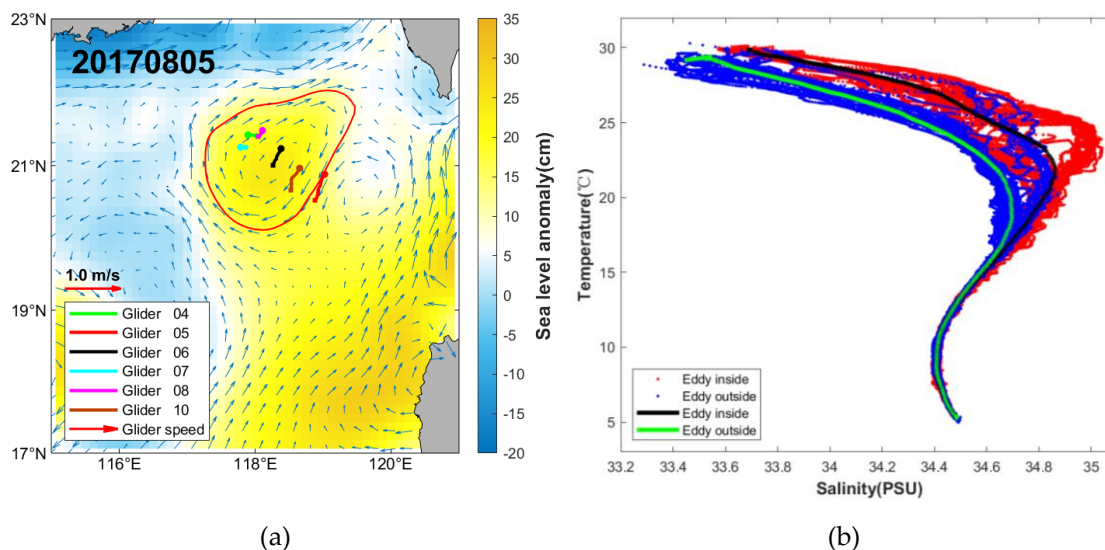 20170805
23°N
21°N
19°N
17°N
116°E
118°E
120°E
1.0 m/s
Glider 04
Glider 05
Glider 06
Glider 07
Glider 08
Glider 10
Glider speed
35
30
25
20
15
10
5
0
-5
-10
-15
-20
Sea level anomaly(cm)
(a)
30
25
20
15
10
5
Temperature(℃)
Eddy inside
Eddy outside
Eddy inside
Eddy outside
33.2
33.4
33.6
33.8
34
34.2
34.4
34.6
34.8
35
Salinity(PSU)
(b)